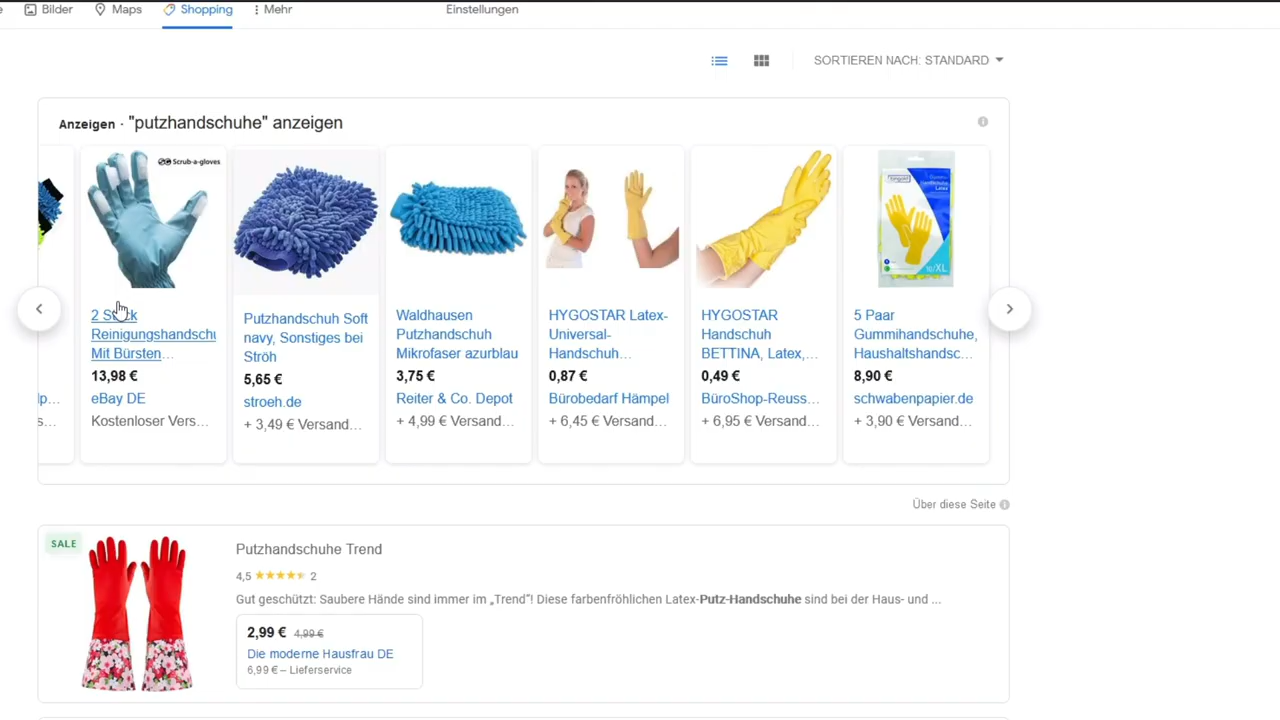 Bilder
Maps
Shopping
Mehr
Einstellungen
SORTIEREN NACH: STANDARD
Anzeigen · "putzhandschuhe" anzeigen
Scrub-a-gloves
2 Stück
Reinigungshandschu
Mit Bürsten…
13,98 €
eBay DE
Kostenloser Vers…
Putzhandschuh Soft
navy, Sonstiges bei
Ströh
5,65 €
stroeh.de
+ 3,49 € Versand…
Waldhausen
Putzhandschuh
Mikrofaser azurblau
3,75 €
Reiter & Co. Depot
+ 4,99 € Versand…
HYGOSTAR Latex-
Universal-
Handschuh…
0,87 €
Bürobedarf Hämpel
+ 6,45 € Versand…
HYGOSTAR
Handschuh
BETTINA, Latex,…
0,49 €
BüroShop-Reuss…
+ 6,95 € Versand…
10/XL
5 Paar
Gummihandschuhe,
Haushaltshandsc…
8,90 €
schwabenpapier.de
+ 3,90 € Versand…
Über diese Seite
SALE
Putzhandschuhe Trend
4,5 ★★★★★ 2
Gut geschützt: Saubere Hände sind immer im „Trend“! Diese farbenfröhlichen Latex-Putz-Handschuhe sind bei der Haus- und ...
2,99 € 4,99 €
Die moderne Hausfrau DE
6,99 € – Lieferservice